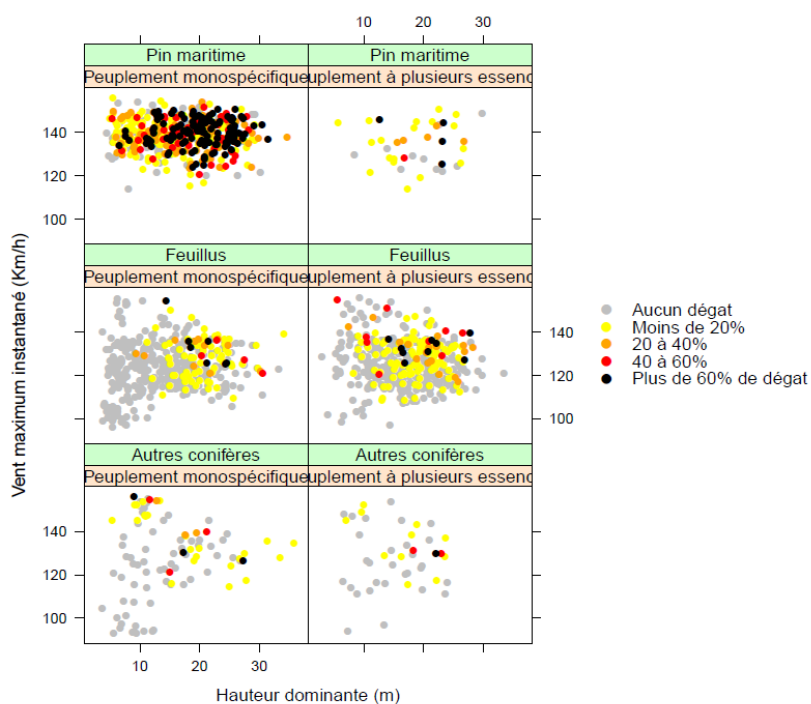 10 20 30
Pin maritime Pin maritime
Peuplement monospécifique uplement à plusieurs essenc
140
120
100
Feuillus Feuillus
Peuplement monospécifique uplement à plusieurs essenc
140
120
100
Autres conifères Autres conifères
Peuplement monospécifique uplement à plusieurs essenc
140
120
100
10 20 30
Hauteur dominante (m)
Vent maximum instantané (Km/h)
Aucun dégat
Moins de 20%
20 à 40%
40 à 60%
Plus de 60% de dégat